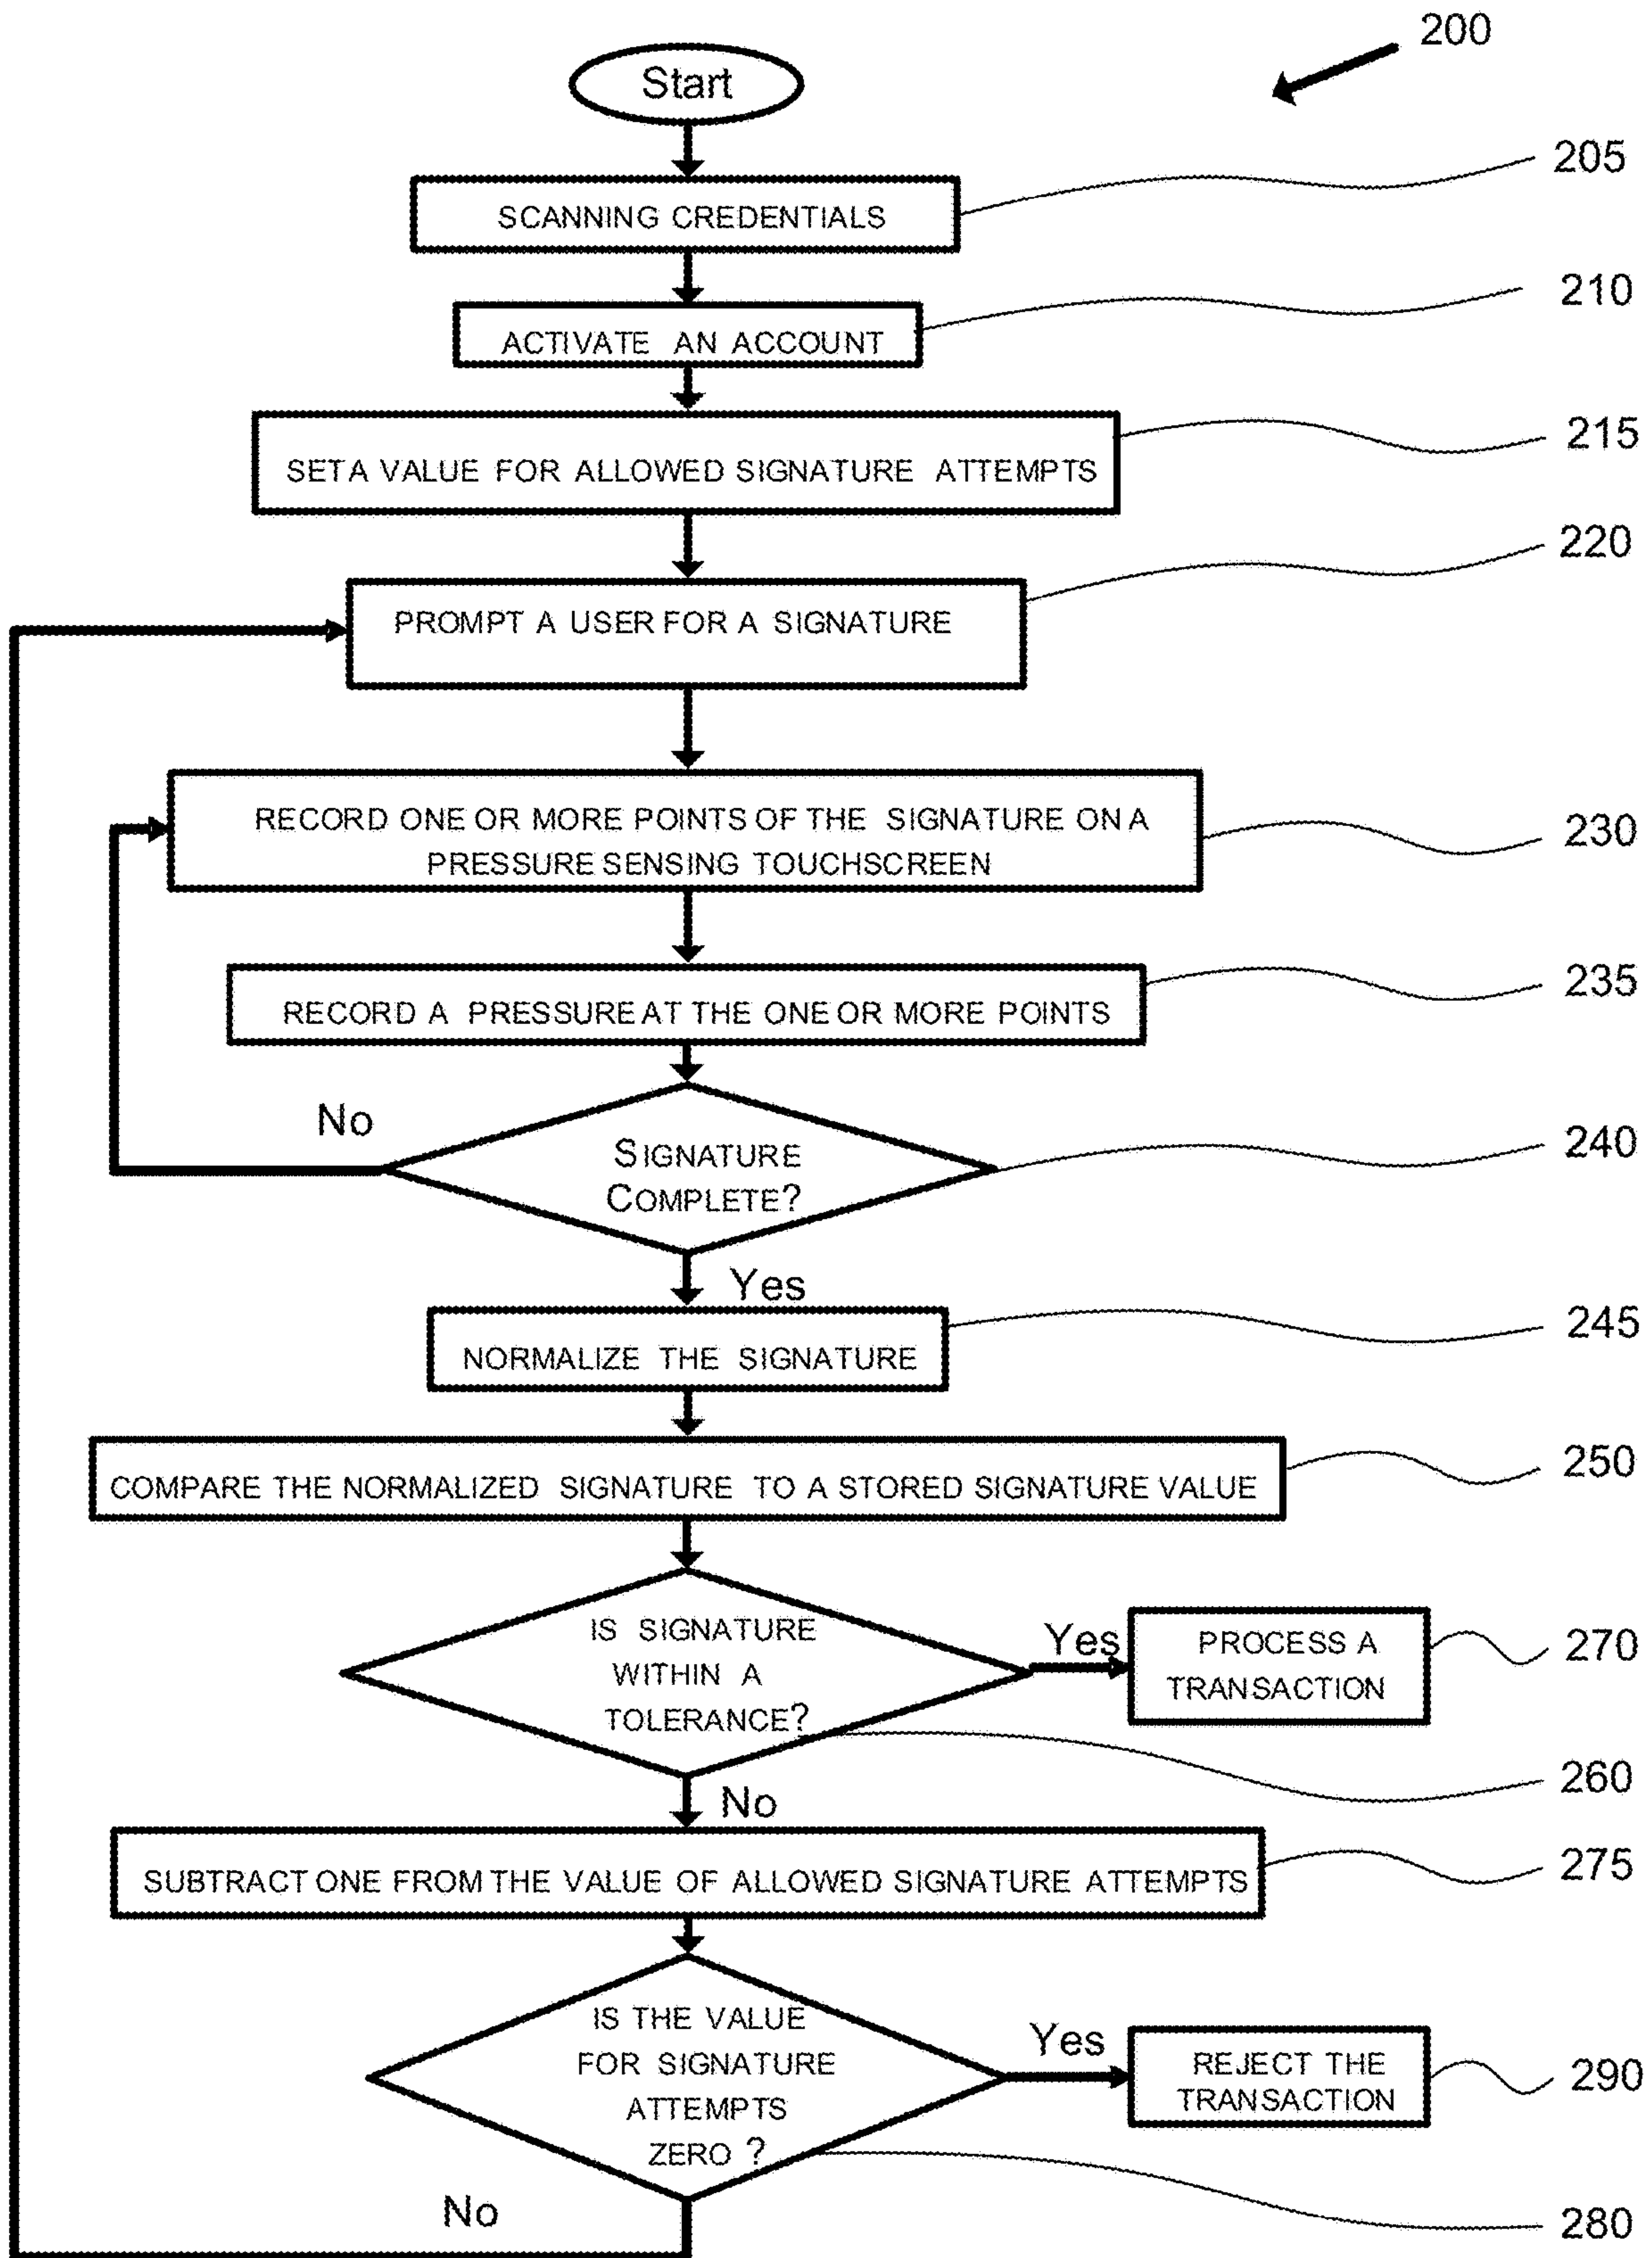 200
Start
205
SCANNING CREDENTIALS
210
ACTIVATE AN ACCOUNT
215
SET A VALUE FOR ALLOWED SIGNATURE ATTEMPTS
220
PROMPT A USER FOR A SIGNATURE
RECORD ONE OR MORE POINTS OF THE SIGNATURE ON A
PRESSURE SENSING TOUCHSCREEN
230
235
RECORD A PRESSURE AT THE ONE OR MORE POINTS
No
SIGNATURE
COMPLETE?
240
Yes
245
NORMALIZE THE SIGNATURE
250
COMPARE THE NORMALIZED SIGNATURE TO A STORED SIGNATURE VALUE
IS SIGNATURE
WITHIN A
TOLERANCE?
Yes
PROCESS A
TRANSACTION
270
260
No
275
SUBTRACT ONE FROM THE VALUE OF ALLOWED SIGNATURE ATTEMPTS
IS THE VALUE
FOR SIGNATURE
ATTEMPTS
ZERO ?
Yes
REJECT THE
TRANSACTION
290
No
280